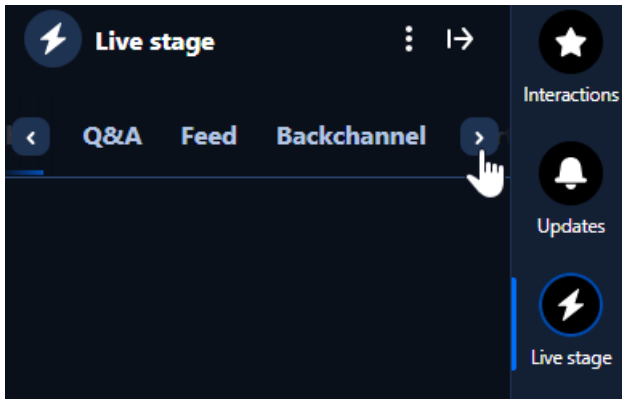 Live stage
Interactions
Q&A Feed Backchannel
Updates
Live stage